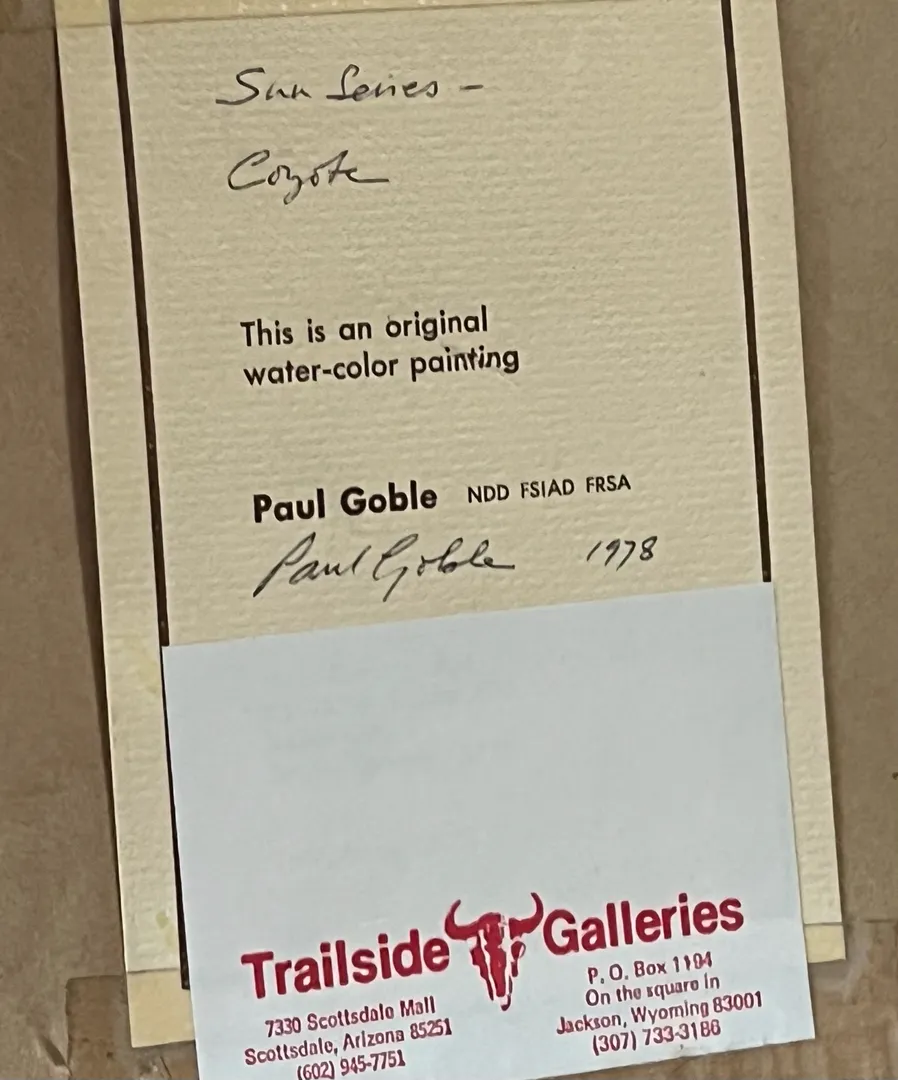 Sun Series -
Coyote
This is an original
water-color painting
Paul Goble NDD FSIAD FRSA
Paul Goble 1978
Trailside Galleries
7330 Scottsdale Mall
Scottsdale, Arizona 85251
(602) 945-7751
P. O. Box 1194
On the square in
Jackson, Wyoming 83001
(307) 733-3186